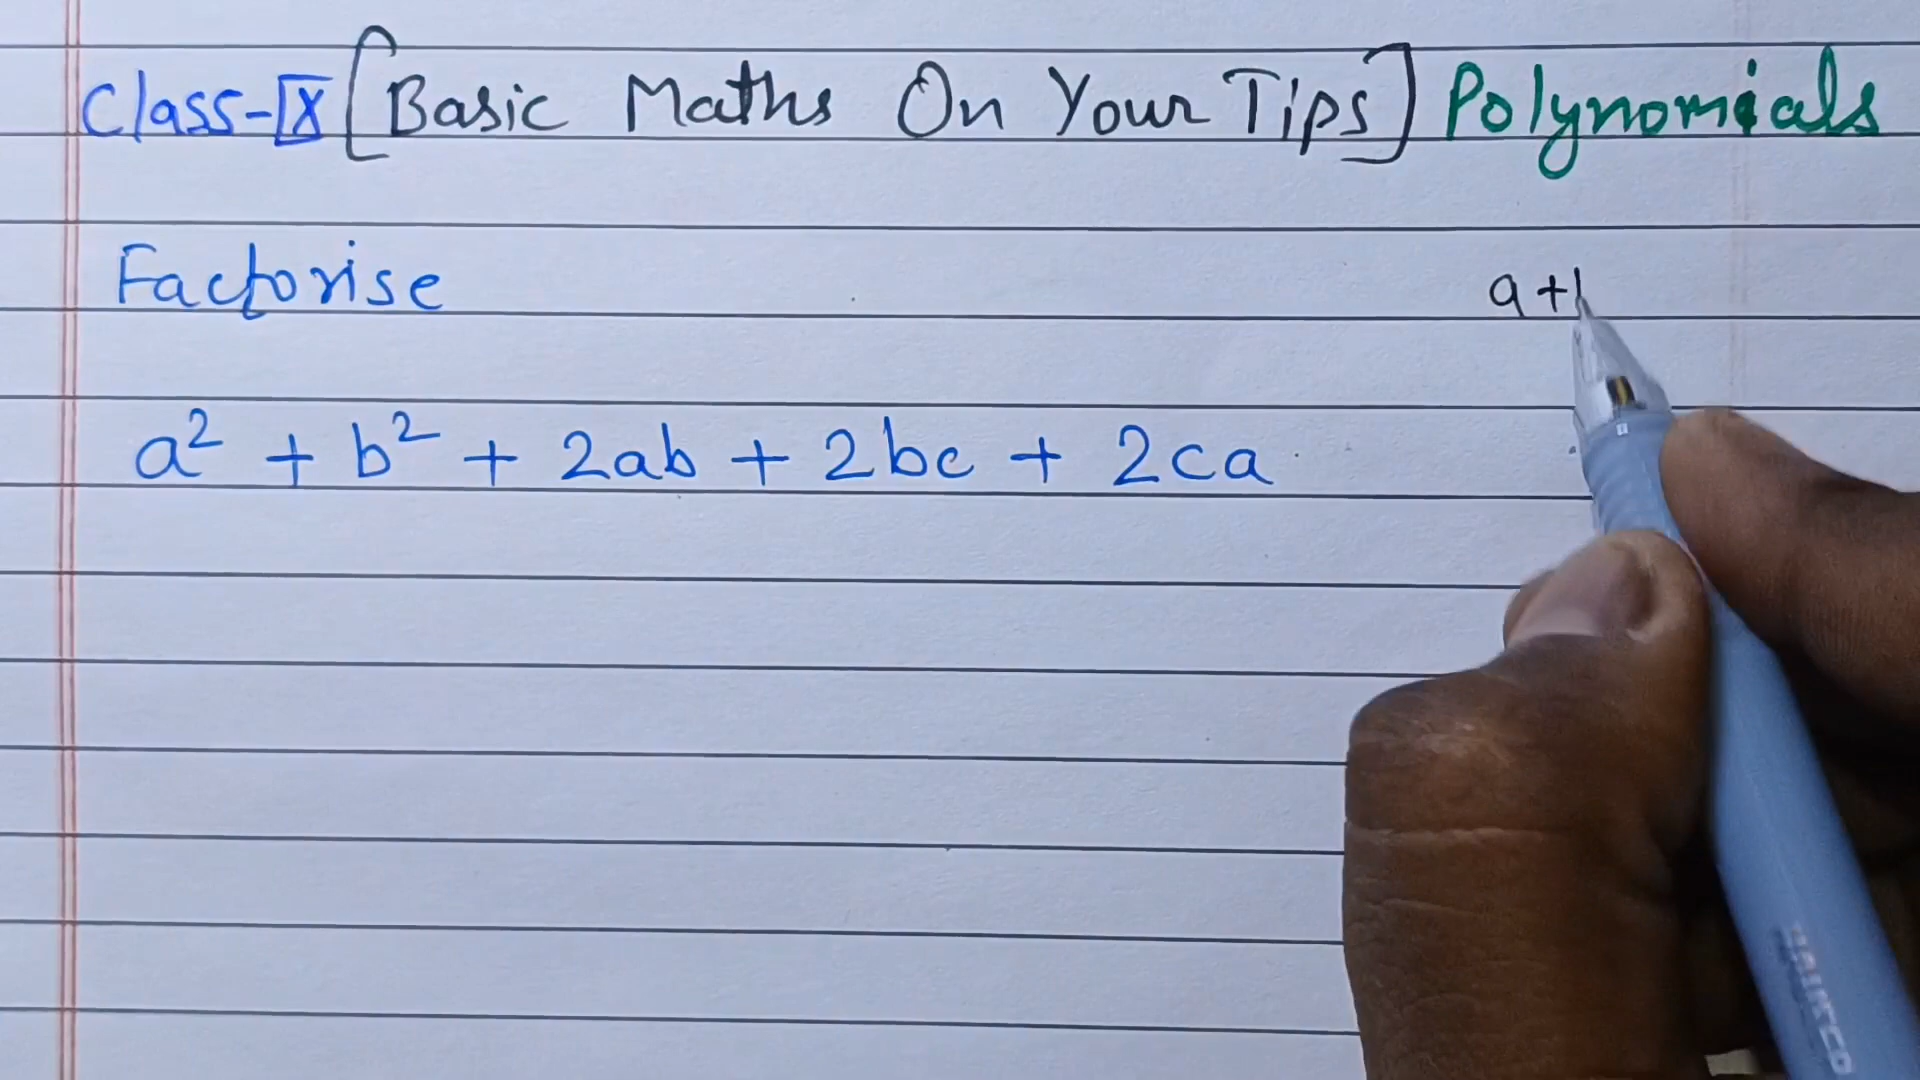 Class-IX [Basic Maths On Your Tips] Polynomials
Factorise
a +
a² + b² + 2ab + 2bc + 2ca